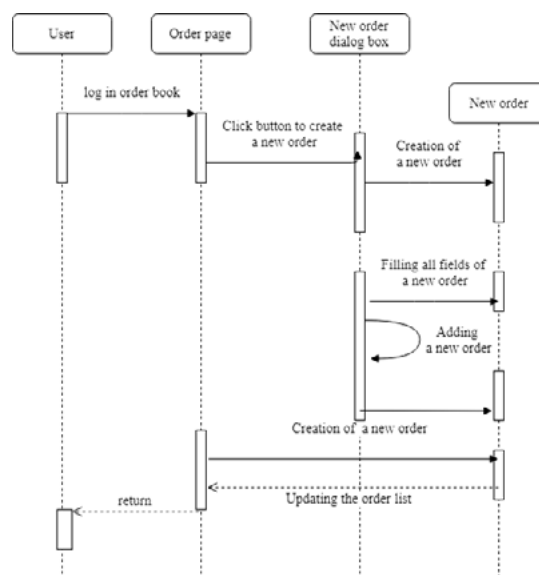 User
Order page
New order
dialog box
New order
log in order book
Click button to create
a new order
Creation of
a new order
Filling all fields of
a new order
Adding
a new order
Creation of a new order
Updating the order list
return